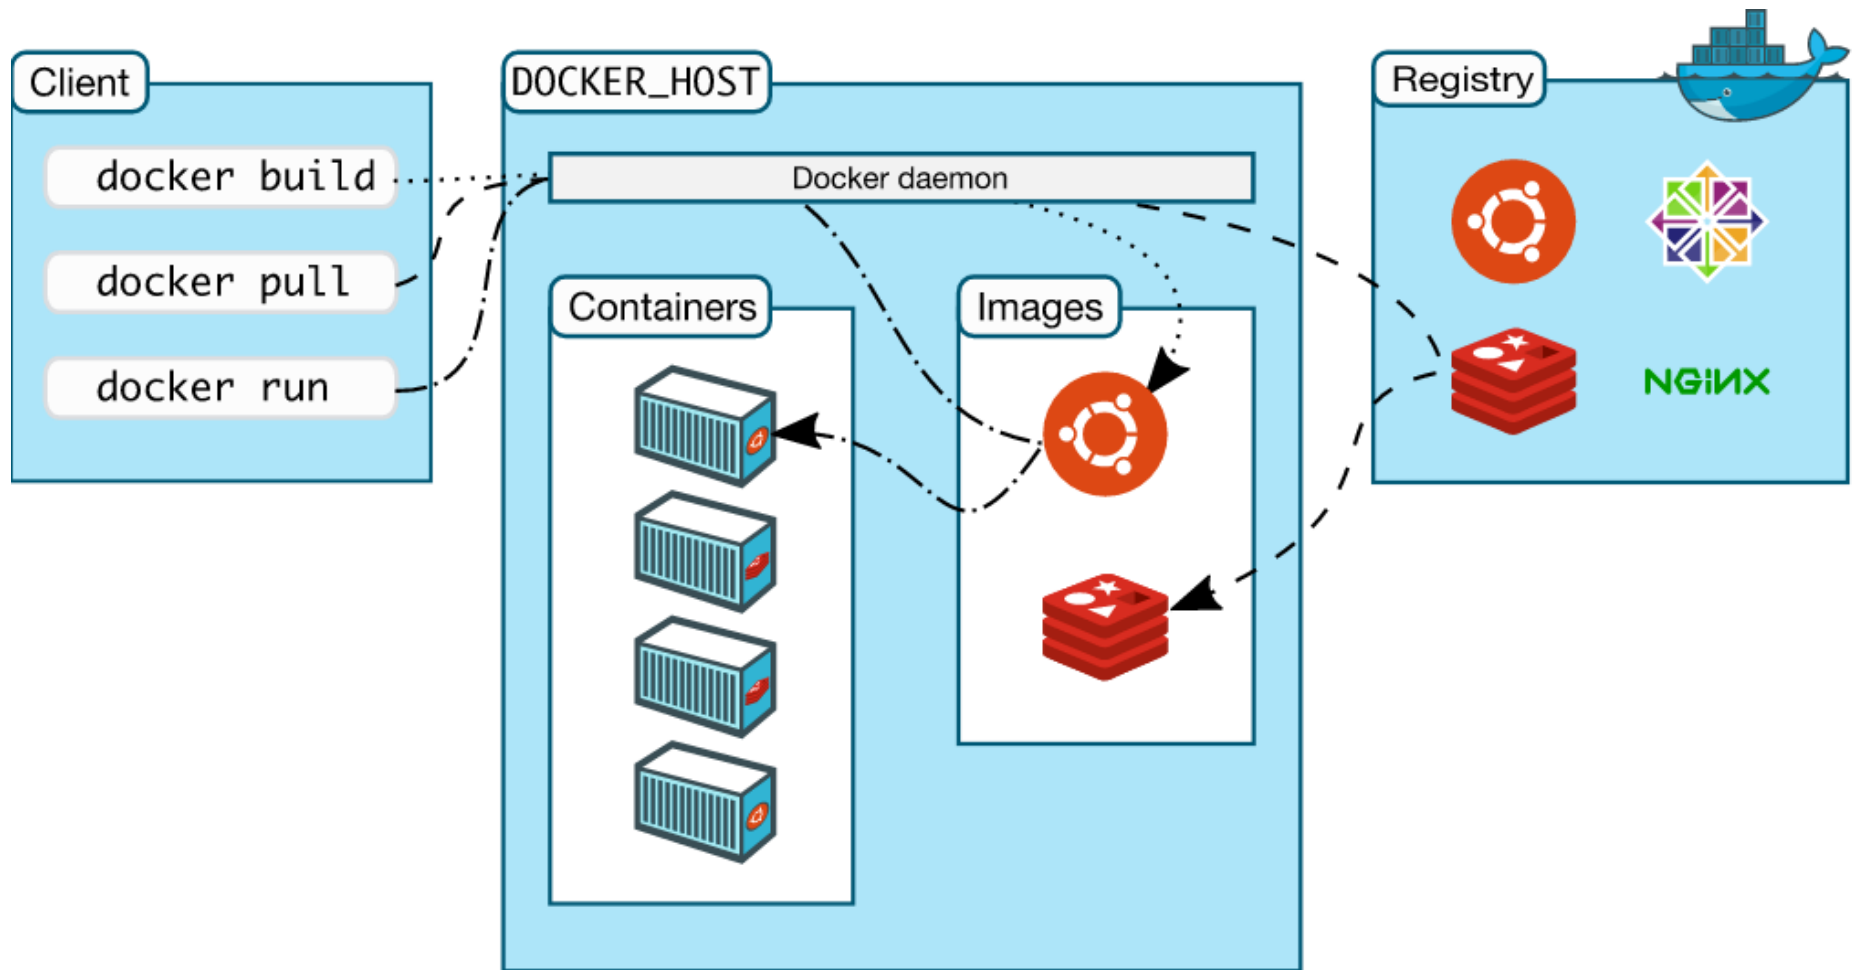 Client
docker build
docker pull
docker run
DOCKER_HOST
Docker daemon
Containers
Images
Registry
NGiNX